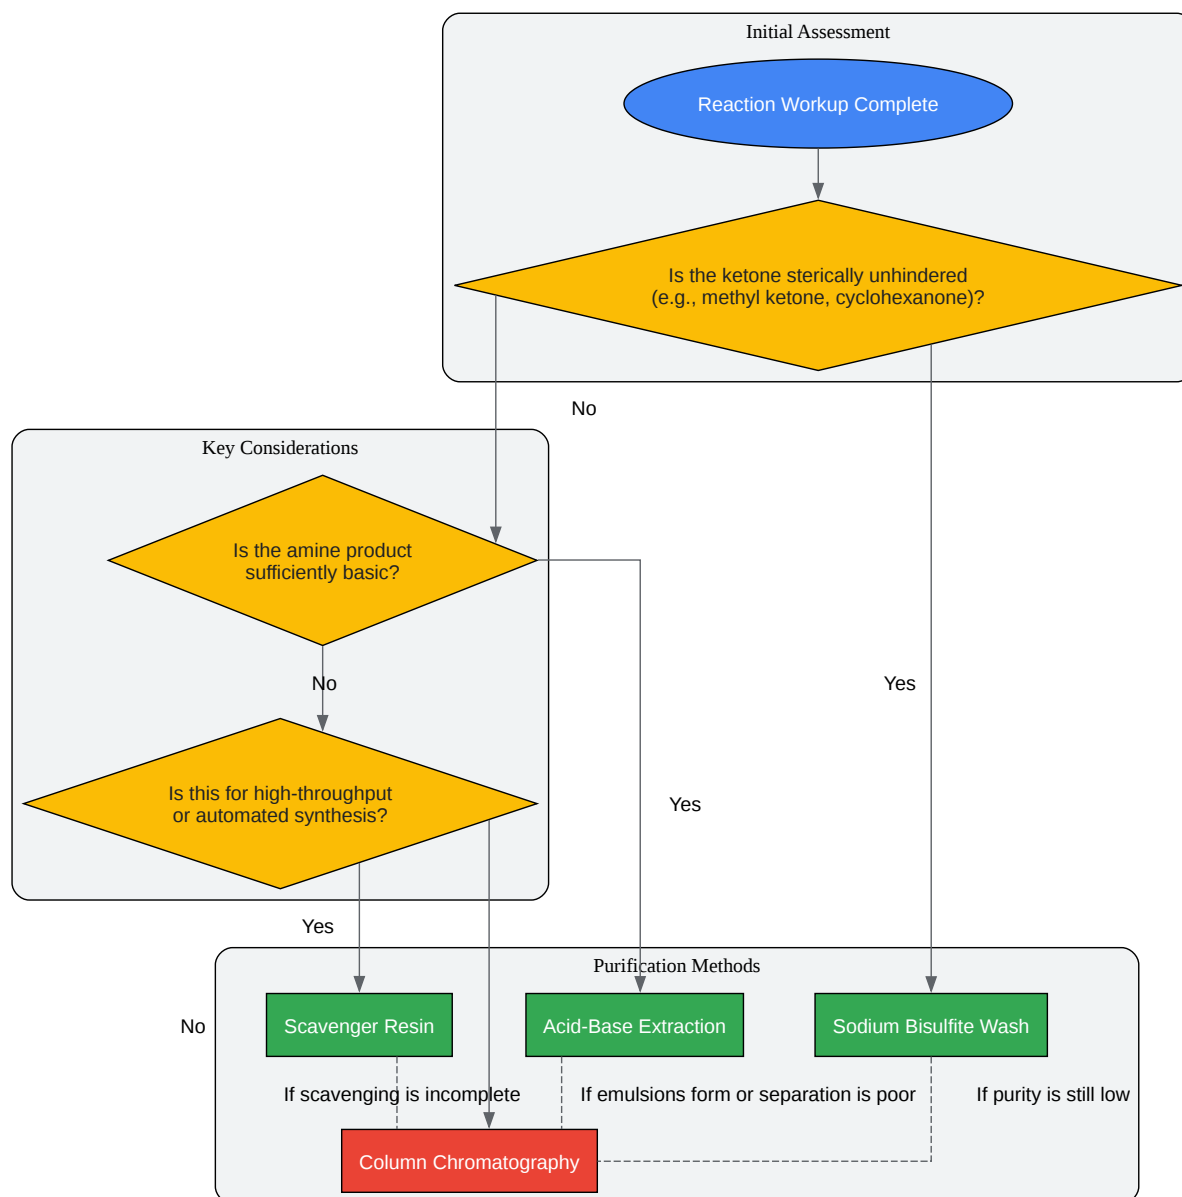 Initial Assessment
Reaction Workup Complete
Is the ketone sterically unhindered
(e.g., methyl ketone, cyclohexanone)?
No
Key Considerations
Is the amine product
sufficiently basic?
No
Yes
Is this for high-throughput
or automated synthesis?
Yes
Yes
Purification Methods
No
Scavenger Resin
Acid-Base Extraction
Sodium Bisulfite Wash
If scavenging is incomplete
If emulsions form or separation is poor
If purity is still low
Column Chromatography